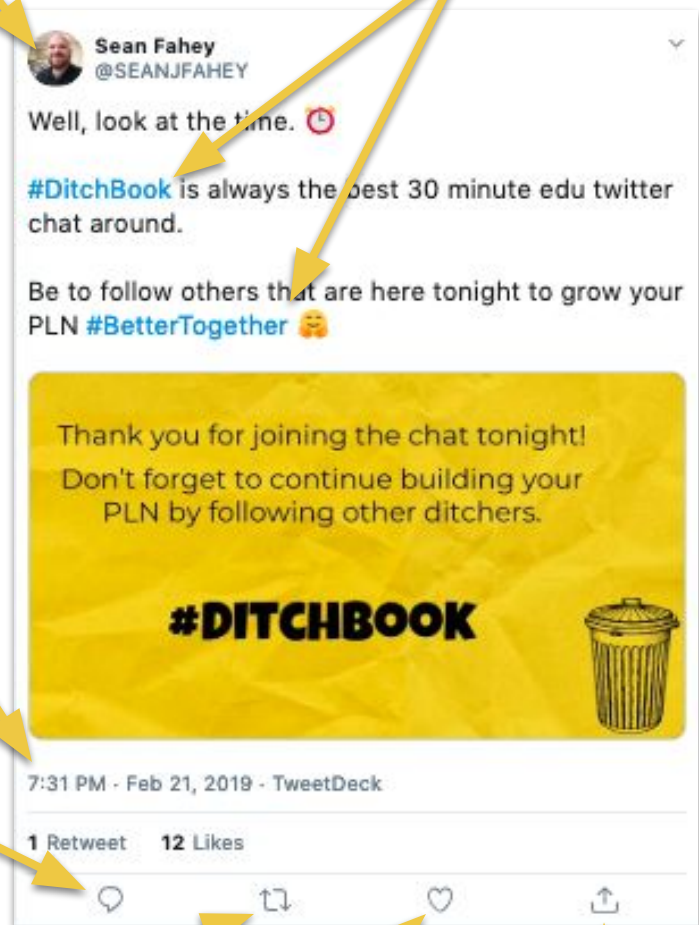 Sean Fahey
@SEANJFAHEY
Well, look at the time. ⏰
#DitchBook is always the best 30 minute edu twitter
chat around.
Be to follow others that are here tonight to grow your
PLN #BetterTogether 🤗
Thank you for joining the chat tonight!
Don't forget to continue building your
PLN by following other ditchers.
#DITCHBOOK
7:31 PM · Feb 21, 2019 · TweetDeck
1 Retweet 12 Likes